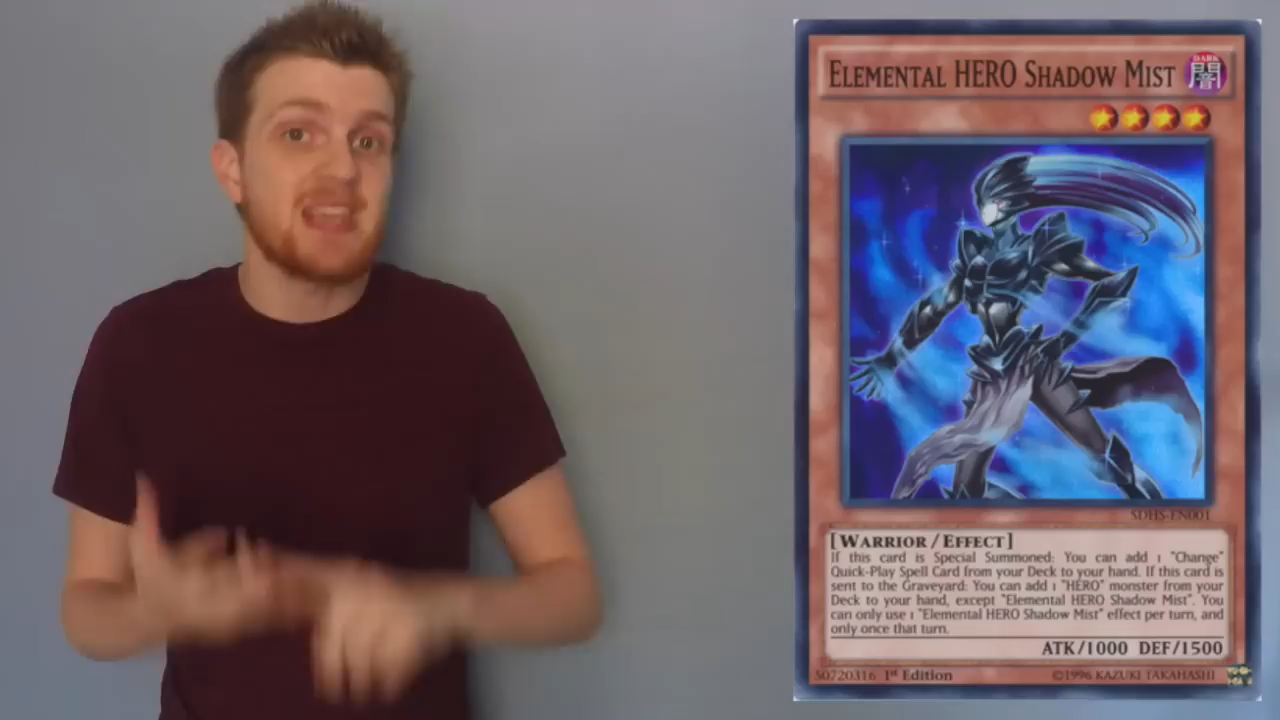 ELEMENTAL HERO SHADOW MIST
DARK
闇
SDHS-EN001
[WARRIOR/EFFECT]
If this card is Special Summoned: You can add 1 "Change"
Quick-Play Spell Card from your Deck to your hand. If this card is
sent to the Graveyard: You can add 1 "HERO" monster from your
Deck to your hand, except "Elemental HERO Shadow Mist". You
can only use 1 "Elemental HERO Shadow Mist" effect per turn, and
only once that turn.
ATK/1000 DEF/1500
50720316 1st Edition ©1996 KAZUKI TAKAHASHI